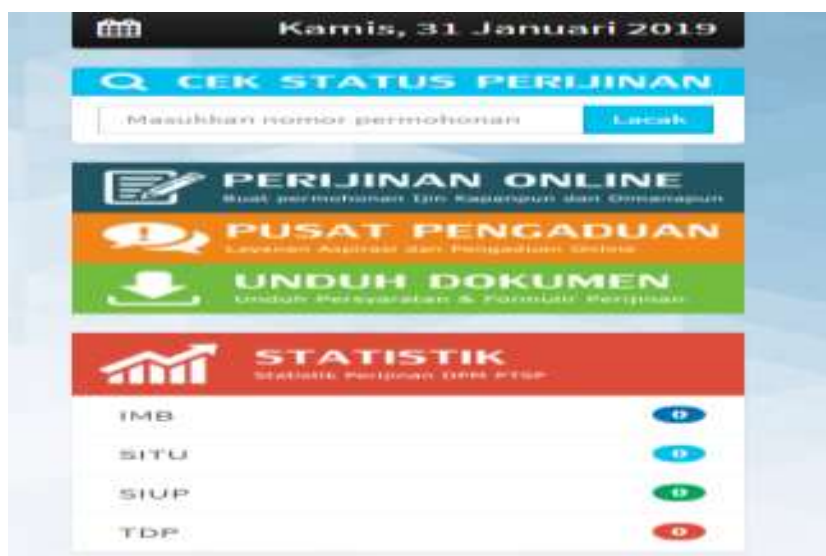 Kamis, 31 Januari 2019
CEK STATUS PERIJINAN
Masukkan nomor permohonan
Lacak
PERIJINAN ONLINE
Buat permohonan Ijin Kapanpun dan Dimanapun
PUSAT PENGADUAN
Layanan Aspirasi dan Pengaduan Online
UNDUH DOKUMEN
Unduh Persyaratan & Formulir Perijinan
STATISTIK
Statistik Perijinan DPM PTSP
IMB 0
SITU 0
SIUP 0
TDP 0